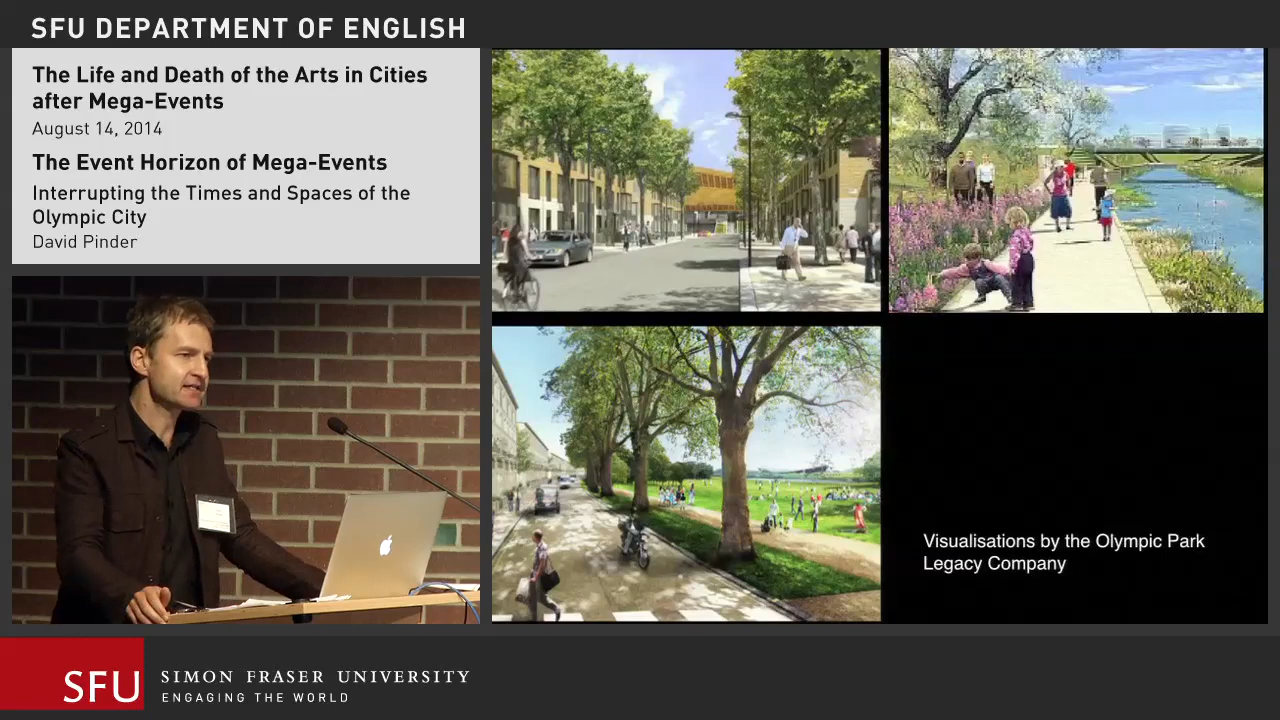 SFU DEPARTMENT OF ENGLISH
The Life and Death of the Arts in Cities
after Mega-Events
August 14, 2014
The Event Horizon of Mega-Events
Interrupting the Times and Spaces of the
Olympic City
David Pinder
Visualisations by the Olympic Park
Legacy Company
SFU
SIMON FRASER UNIVERSITY
ENGAGING THE WORLD